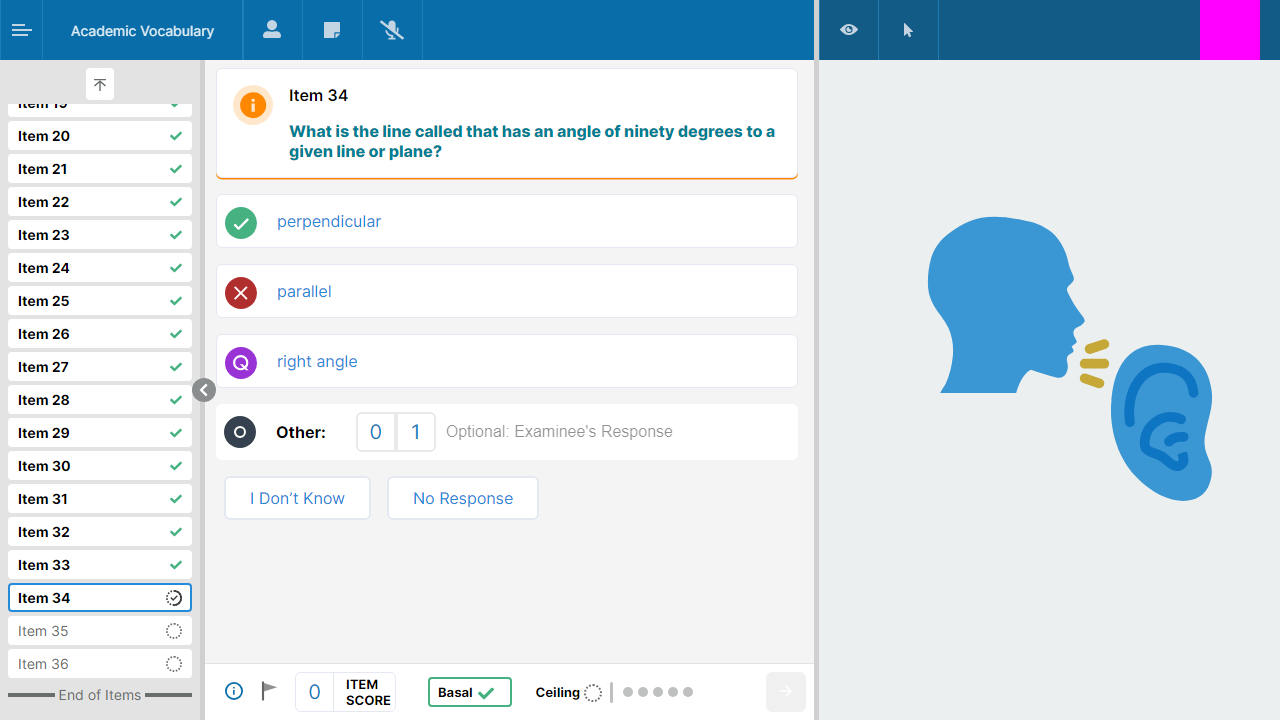 Academic Vocabulary
Item 19
Item 20
Item 21
Item 22
Item 23
Item 24
Item 25
Item 26
Item 27
Item 28
Item 29
Item 30
Item 31
Item 32
Item 33
Item 34
Item 35
Item 36
End of Items
Item 34
What is the line called that has an angle of ninety degrees to a
given line or plane?
perpendicular
parallel
Q right angle
Other: 0 1 Optional: Examinee's Response
I Don’t Know No Response
0 ITEM
SCORE
Basal
Ceiling